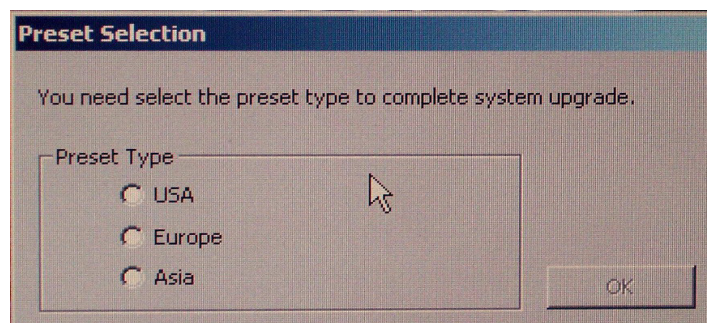 Preset Selection
You need select the preset type to complete system upgrade.
Preset Type
USA
Europe
Asia
OK